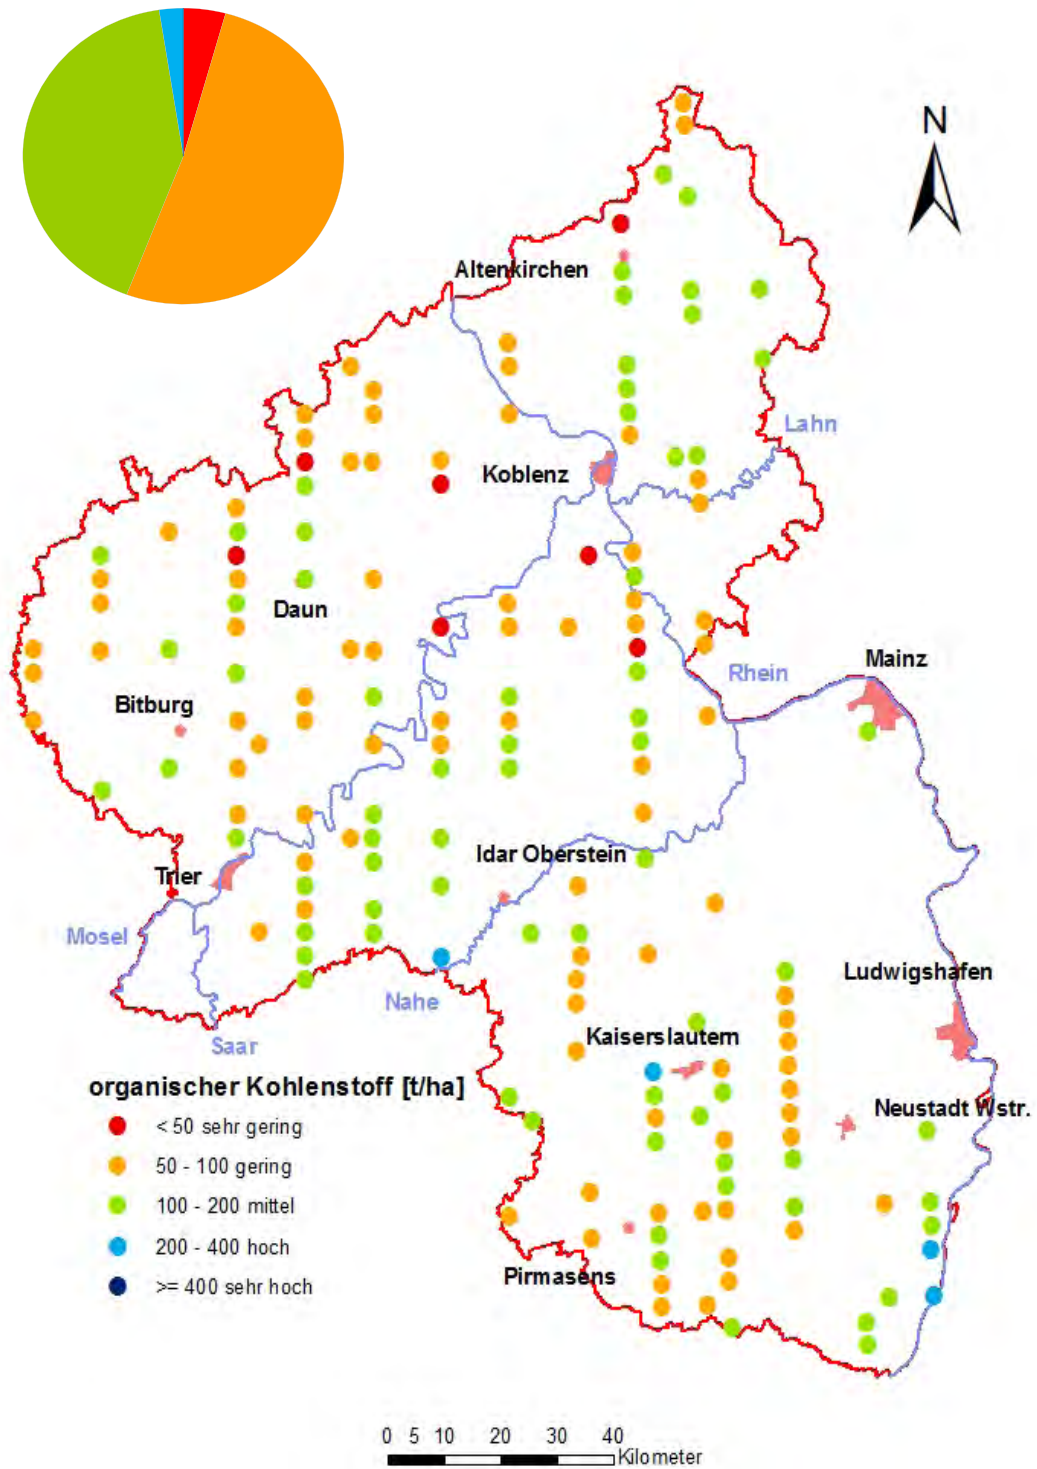 N
Altenkirchen
Lahn
Koblenz
Daun
Mainz
Rhein
Bitburg
Idar Oberstein
Trier
Mosel
Ludwigshafen
Nahe
Kaiserslautern
Saar
organischer Kohlenstoff [t/ha]
Neustadt Wstr.
< 50 sehr gering
50 - 100 gering
100 - 200 mittel
200 - 400 hoch
Pirmasens
>= 400 sehr hoch
0 5 10 20 30 40
Kilometer